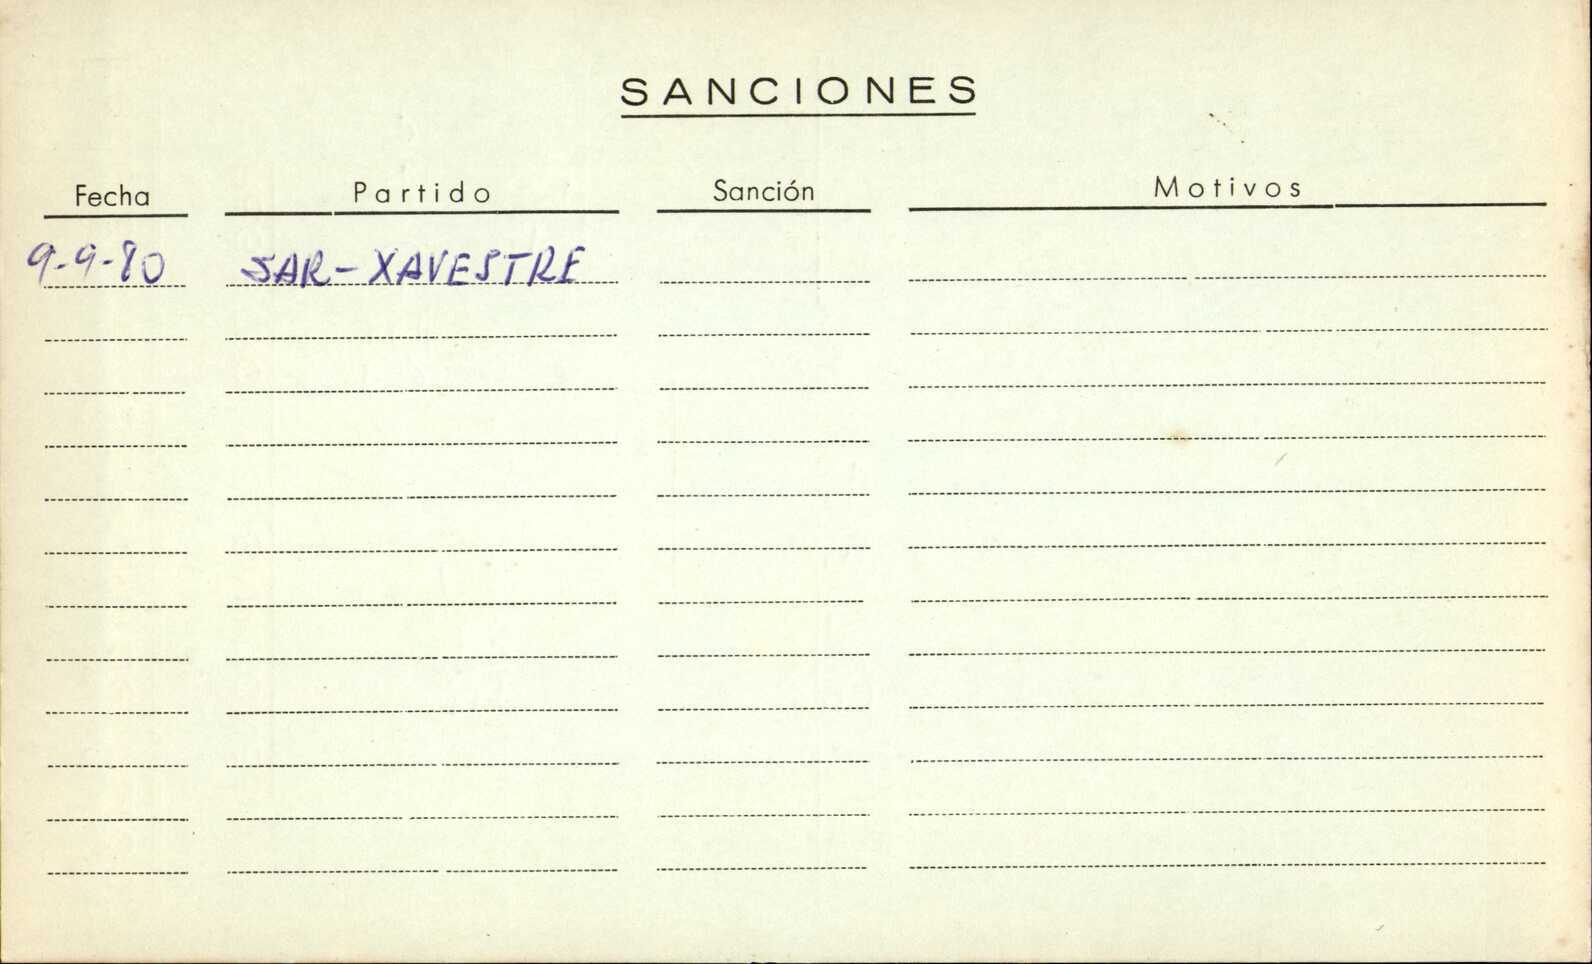 SANCIONES
Fecha Partido Sanción Motivos
9-9-80 SAR-XAVESTRE